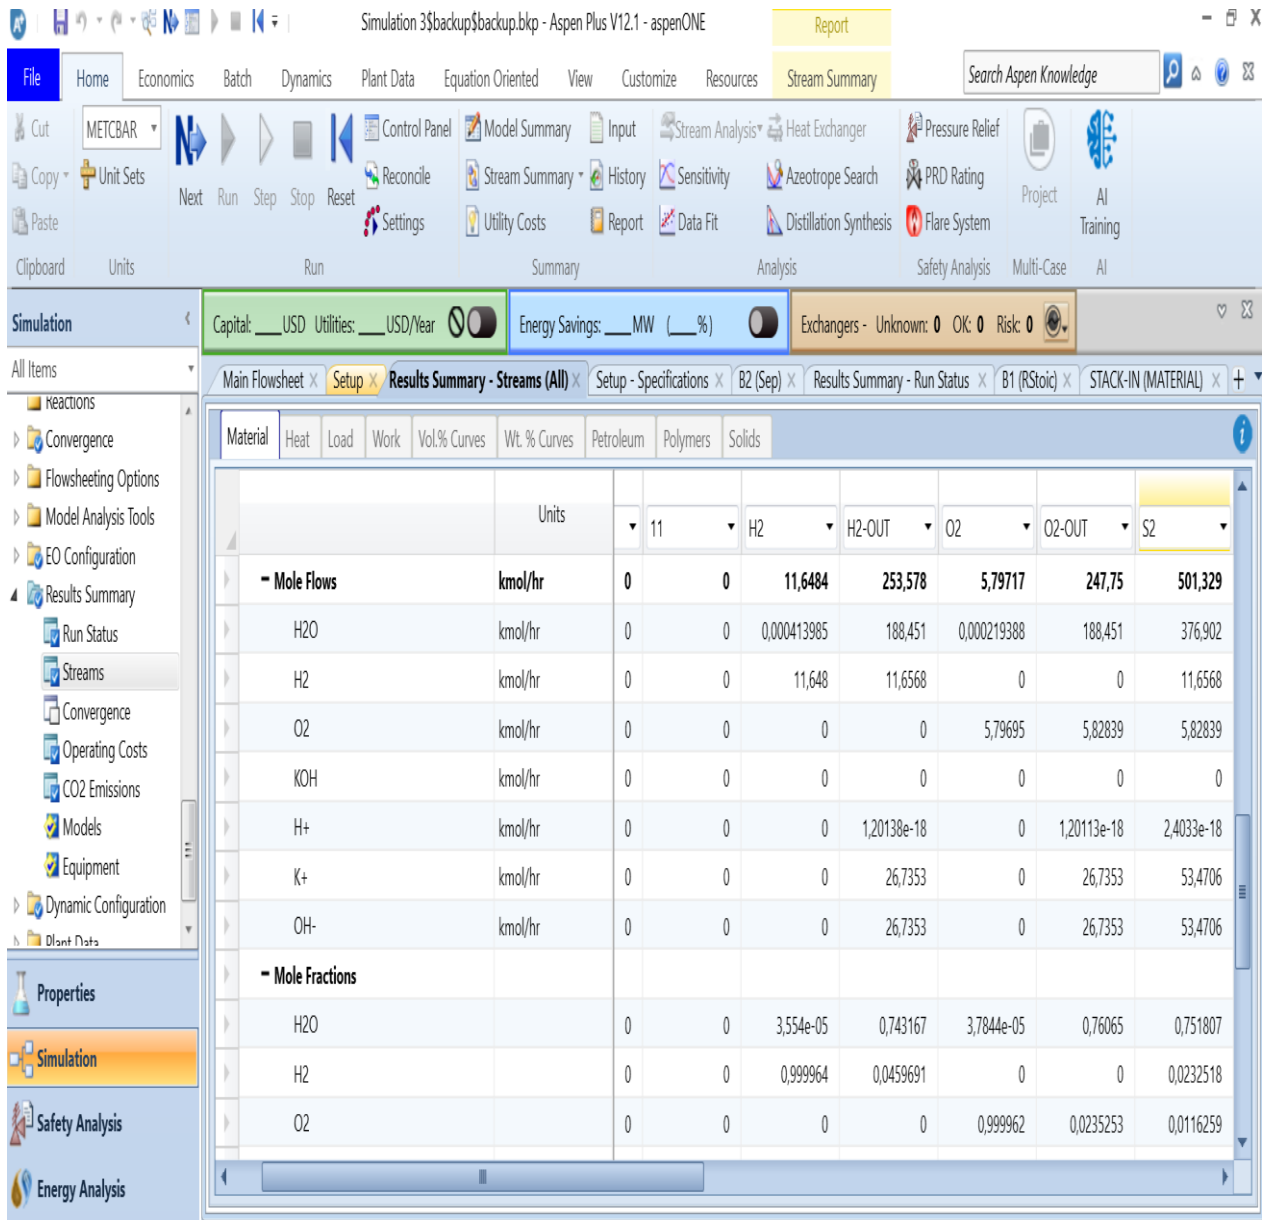 Simulation 3$backup$backup.bkp - Aspen Plus V12.1 - aspenONE
Report
File Home Economics Batch Dynamics Plant Data Equation Oriented View Customize Resources Stream Summary Search Aspen Knowledge
Cut METCBAR Control Panel Model Summary Input Stream Analysis Heat Exchanger Pressure Relief
Copy Unit Sets Next Run Step Stop Reset Reconcile Stream Summary History Sensitivity Azeotrope Search PRD Rating Project AI Training
Paste Settings Utility Costs Report Data Fit Distillation Synthesis Flare System
Clipboard Units Run Summary Analysis Safety Analysis Multi-Case AI
Simulation
Capital: ___USD Utilities: ___USD/Year Energy Savings: ___MW (___%) Exchangers - Unknown: 0 OK: 0 Risk: 0
All Items
Main Flowsheet Setup Results Summary - Streams (All) Setup - Specifications B2 (Sep) Results Summary - Run Status B1 (RStoic) STACK-IN (MATERIAL)
Reactions
Convergence
Flowsheeting Options
Model Analysis Tools
EO Configuration
Results Summary
Run Status
Streams
Convergence
Operating Costs
CO2 Emissions
Models
Equipment
Dynamic Configuration
Plant Data
Properties
Simulation
Safety Analysis
Energy Analysis
Material Heat Load Work Vol.% Curves Wt. % Curves Petroleum Polymers Solids
Units 11 H2 H2-OUT O2 O2-OUT S2
Mole Flows kmol/hr 0 0 11,6484 253,578 5,79717 247,75 501,329
H2O kmol/hr 0 0 0,000413985 188,451 0,000219388 188,451 376,902
H2 kmol/hr 0 0 11,648 11,6568 0 0 11,6568
O2 kmol/hr 0 0 0 0 5,79695 5,82839 5,82839
KOH kmol/hr 0 0 0 0 0 0 0
H+ kmol/hr 0 0 0 1,20138e-18 0 1,20113e-18 2,4033e-18
K+ kmol/hr 0 0 0 26,7353 0 26,7353 53,4706
OH- kmol/hr 0 0 0 26,7353 0 26,7353 53,4706
Mole Fractions
H2O 0 0 3,554e-05 0,743167 3,7844e-05 0,76065 0,751807
H2 0 0 0,999964 0,0459691 0 0 0,0232518
O2 0 0 0 0 0,999962 0,0235253 0,0116259